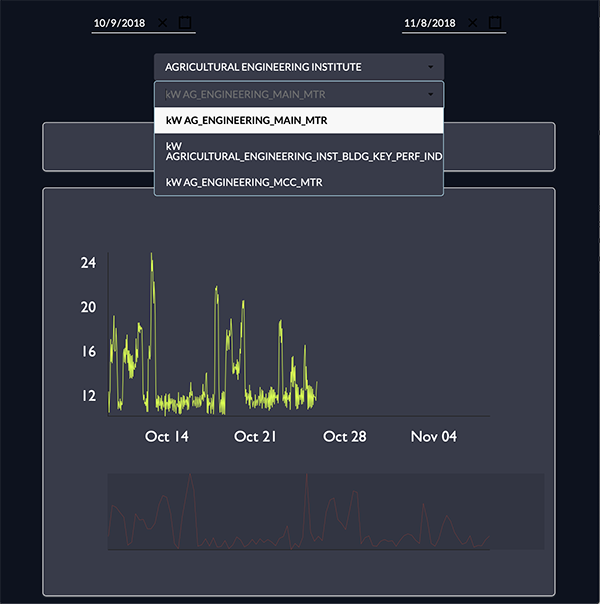 10/9/2018
11/8/2018
AGRICULTURAL ENGINEERING INSTITUTE
kW AG_ENGINEERING_MAIN_MTR
kW AG_ENGINEERING_MAIN_MTR
kW
AGRICULTURAL_ENGINEERING_INST_BLDG_KEY_PERF_IND
kW AG_ENGINEERING_MCC_MTR
24
20
16
12
Oct 14 Oct 21 Oct 28 Nov 04